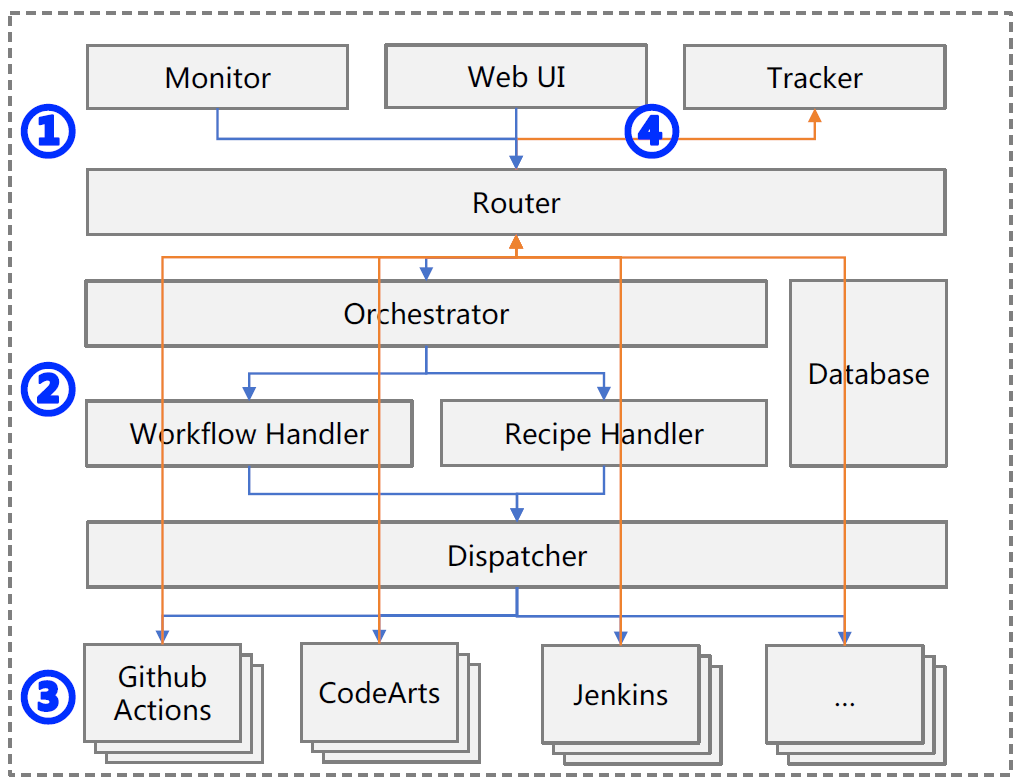 Monitor
Web UI
Tracker
1
4
Router
Orchestrator
Database
2
Workflow Handler
Recipe Handler
Dispatcher
3
Github
Actions
CodeArts
Jenkins
...